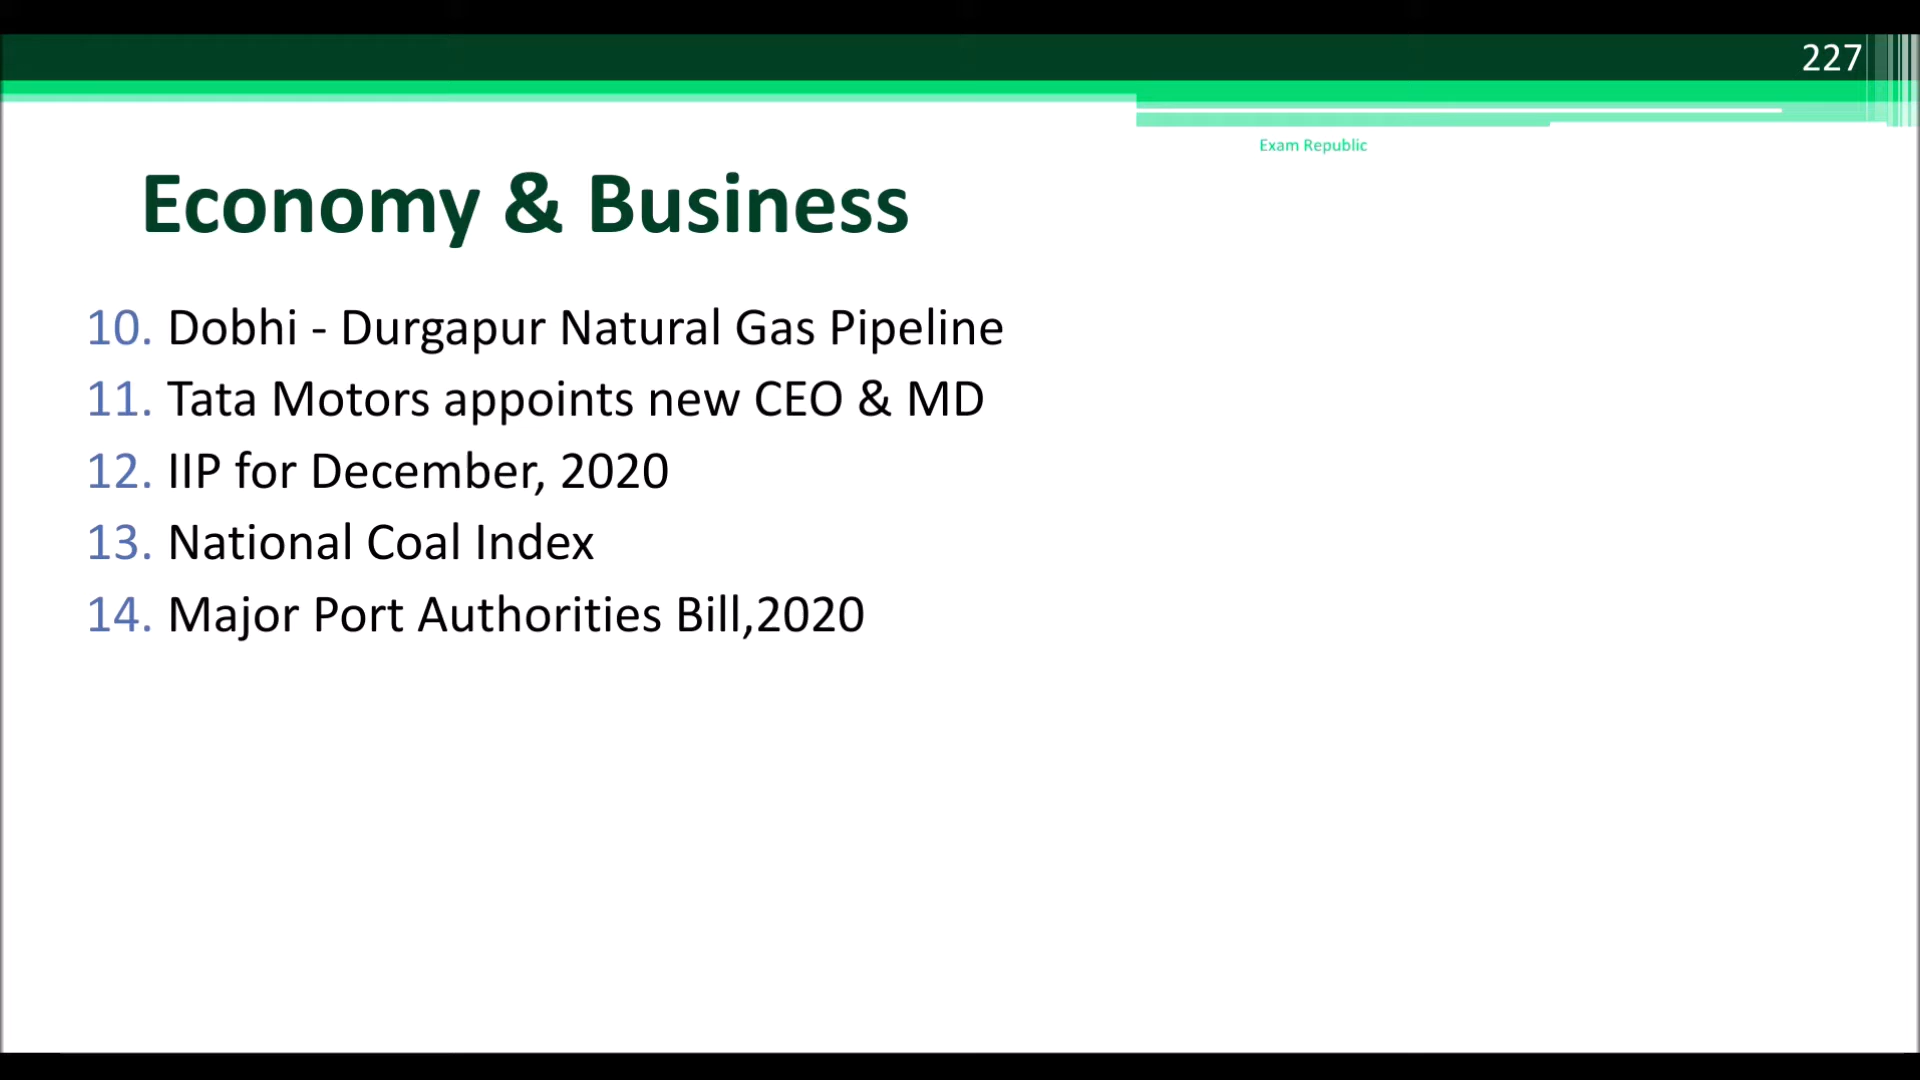 227
Exam Republic
Economy & Business
10. Dobhi - Durgapur Natural Gas Pipeline
11. Tata Motors appoints new CEO & MD
12. IIP for December, 2020
13. National Coal Index
14. Major Port Authorities Bill,2020